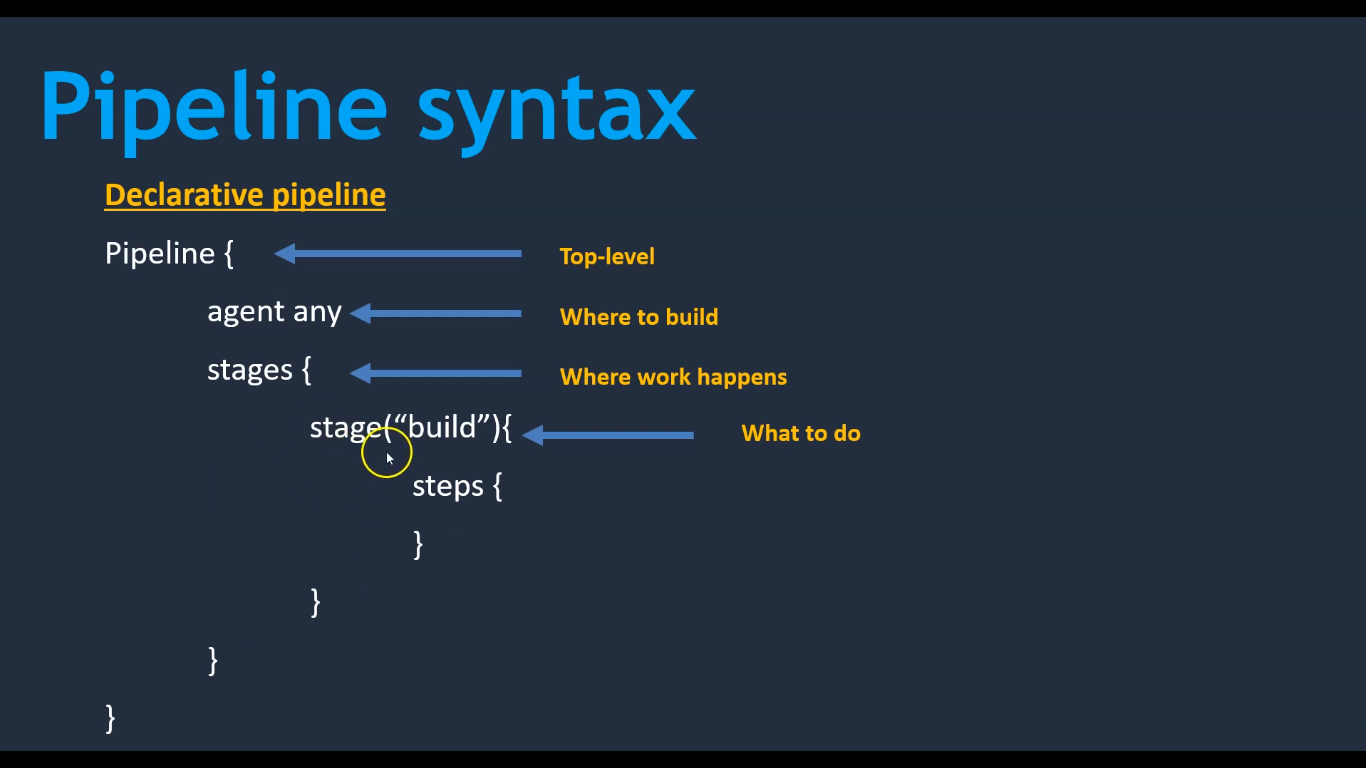 Pipeline syntax
Declarative pipeline
Pipeline { Top-level
agent any Where to build
stages { Where work happens
stage(“build”){ What to do
steps {
}
}
}
}